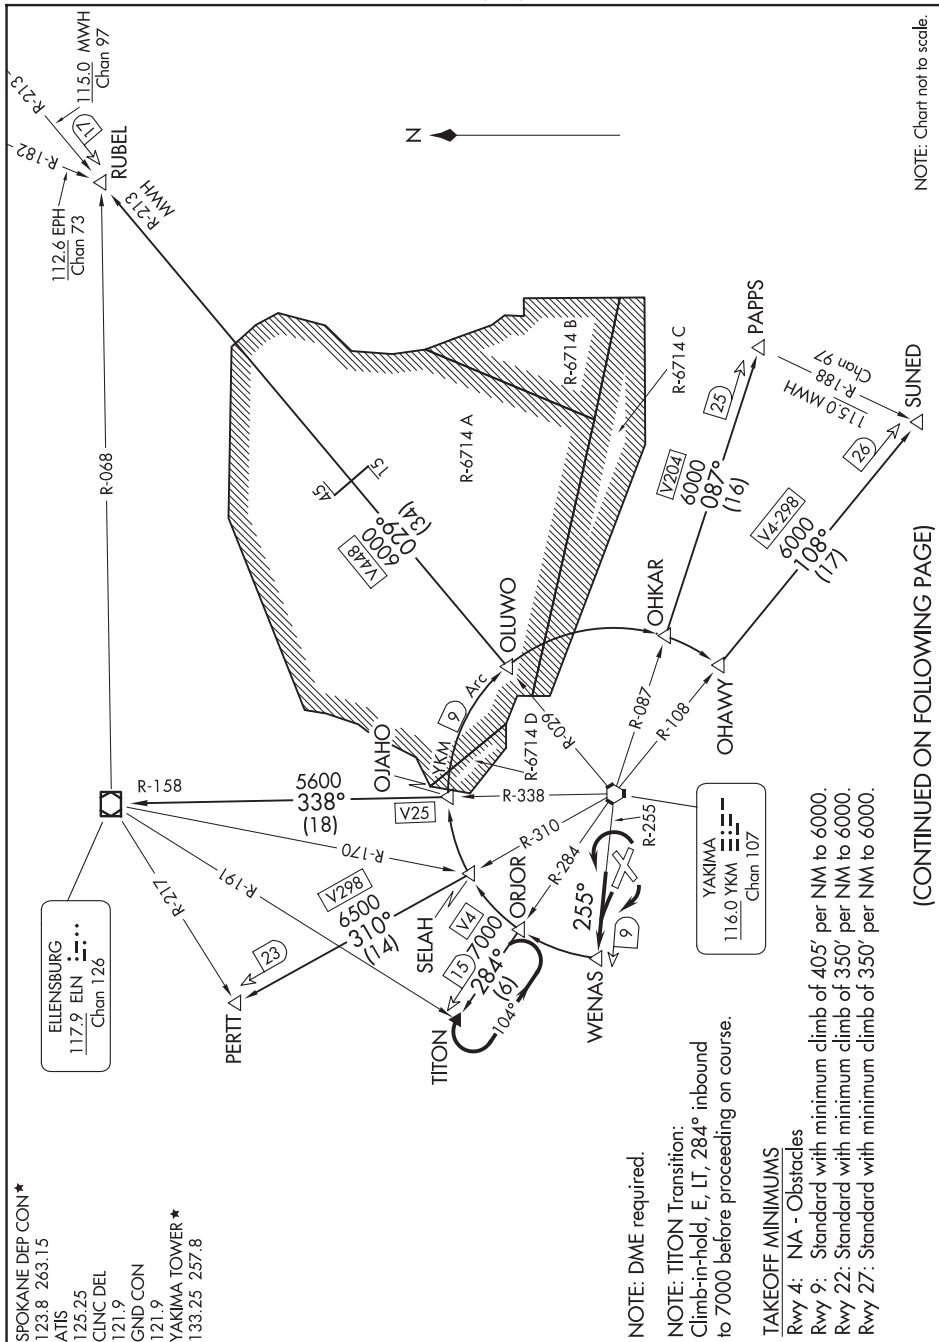 SPOKANE DEP CON★
123.8 263.15
ATIS
125.25
CLNC DEL
121.9
GND CON
121.9
YAKIMA TOWER★
133.25 257.8
ELLENSBURG
117.9 ELN
Chan 126
R-158
R-068
R-217
R-191
R-170
112.6 EPH
Chan 73
R-182
R-213
115.0 MWH
Chan 97
17
RUBEL
R-213
MWH
N
PERTT
23
V298
6500
310°
(14)
5600
338°
(18)
V25
OJAHO
YKM
9
Arc
R-6714 A
R-6714 B
R-6714 C
R-6714 D
45
15
V448
6000
029°
(34)
OLUWO
SELAH
V4
7000
284°
(6)
15
104°
TITON
ORJOR
WENAS
255°
9
R-338
R-310
R-284
R-255
R-029
R-087
R-108
OHKAR
OHAWY
V204
6000
087°
(16)
25
PAPPS
V4-298
6000
108°
(17)
26
SUNED
115.0 MWH
R-188
Chan 97
YAKIMA
116.0 YKM
Chan 107
NOTE: DME required.
NOTE: TITON Transition:
Climb-in-hold, E, LT, 284° inbound
to 7000 before proceeding on course.
TAKEOFF MINIMUMS
Rwy 4: NA - Obstacles
Rwy 9: Standard with minimum climb of 405' per NM to 6000.
Rwy 22: Standard with minimum climb of 350' per NM to 6000.
Rwy 27: Standard with minimum climb of 350' per NM to 6000.
(CONTINUED ON FOLLOWING PAGE)
NOTE: Chart not to scale.